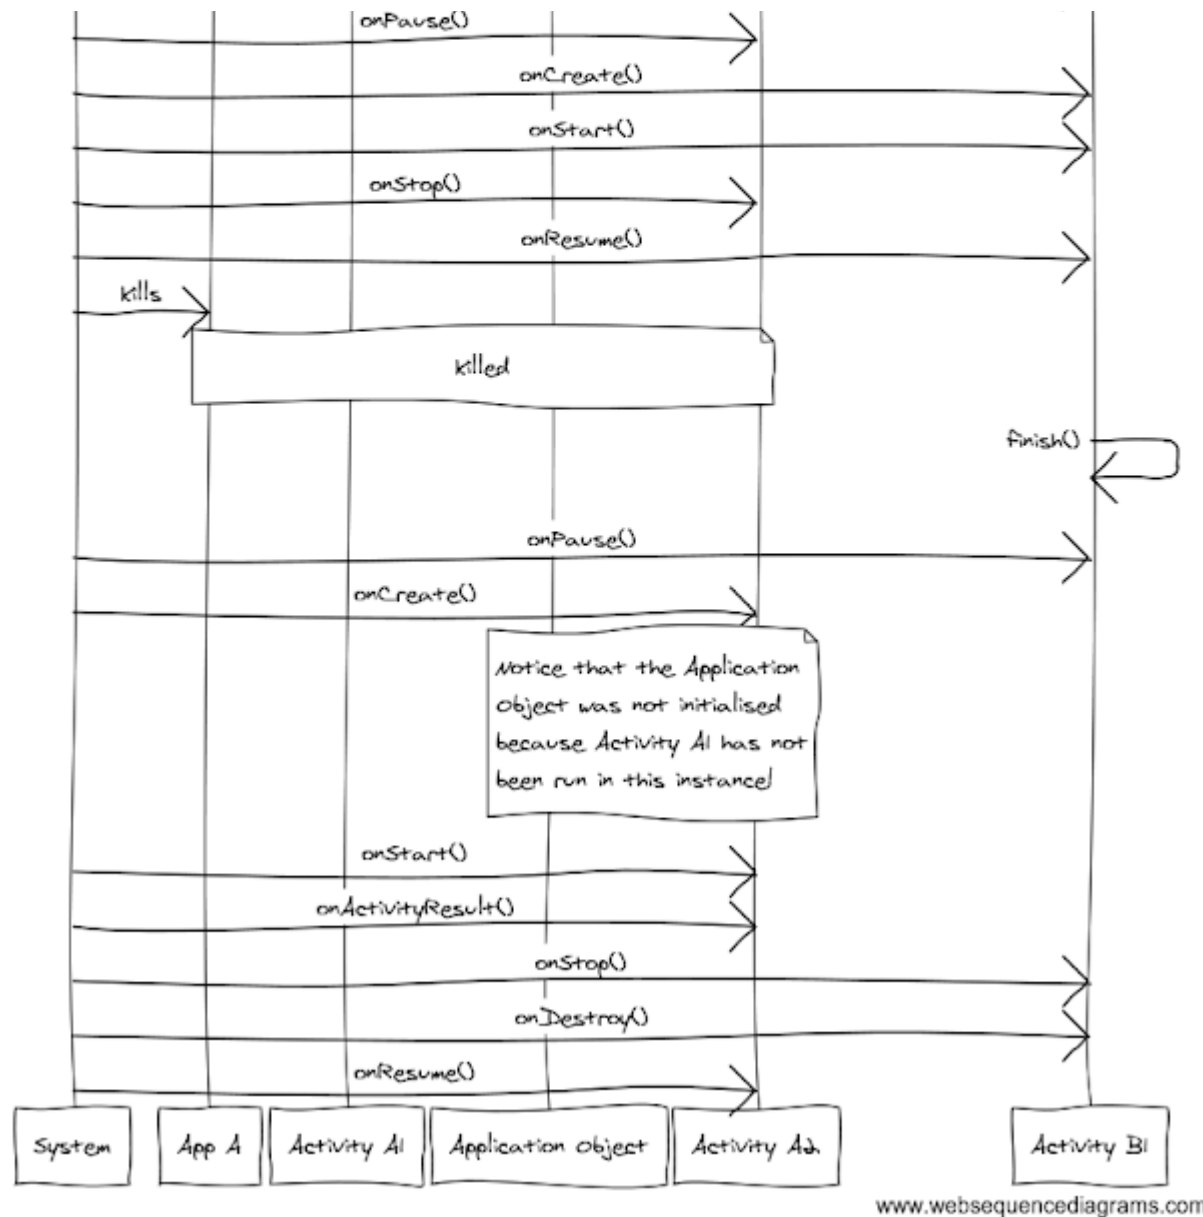 onPause()
onCreate()
onStart()
onStop()
onResume()
kills
killed
finish()
onPause()
onCreate()
Notice that the Application
Object was not initialised
because Activity A1 has not
been run in this instance!
onStart()
onActivityResult()
onStop()
onDestroy()
onResume()
System
App A
Activity A1
Application Object
Activity A2
Activity B1
www.websequencediagrams.com